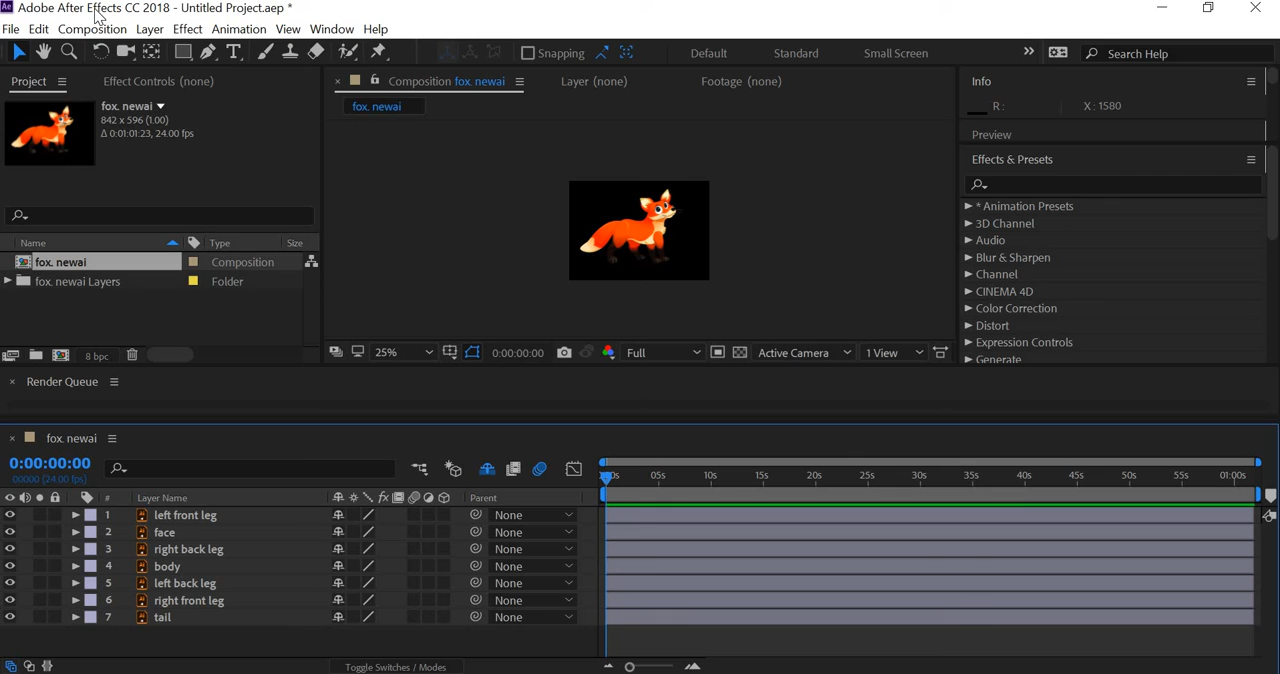 Adobe After Effects CC 2018 - Untitled Project.aep *
File Edit Composition Layer Effect Animation View Window Help
Snapping Default Standard Small Screen » Search Help
Project Effect Controls (none) × Composition fox. newai Layer (none) Footage (none) Info
fox. newai
842 x 596 (1.00)
Δ 0:01:01:23, 24.00 fps
fox. newai
R : X : 1580
Preview
Effects & Presets
* Animation Presets
3D Channel
Audio
Blur & Sharpen
Channel
CINEMA 4D
Color Correction
Distort
Expression Controls
Generate
Name Type Size
fox. newai Composition
fox. newai Layers Folder
8 bpc
25% 0:00:00:00 Full Active Camera 1 View
× Render Queue
× fox. newai
0:00:00:00
00000 (24.00 fps)
05s 10s 15s 20s 25s 30s 35s 40s 45s 50s 55s 01:00s
# Layer Name fx Parent
1 left front leg None
2 face None
3 right back leg None
4 body None
5 left back leg None
6 right front leg None
7 tail None
Toggle Switches / Modes